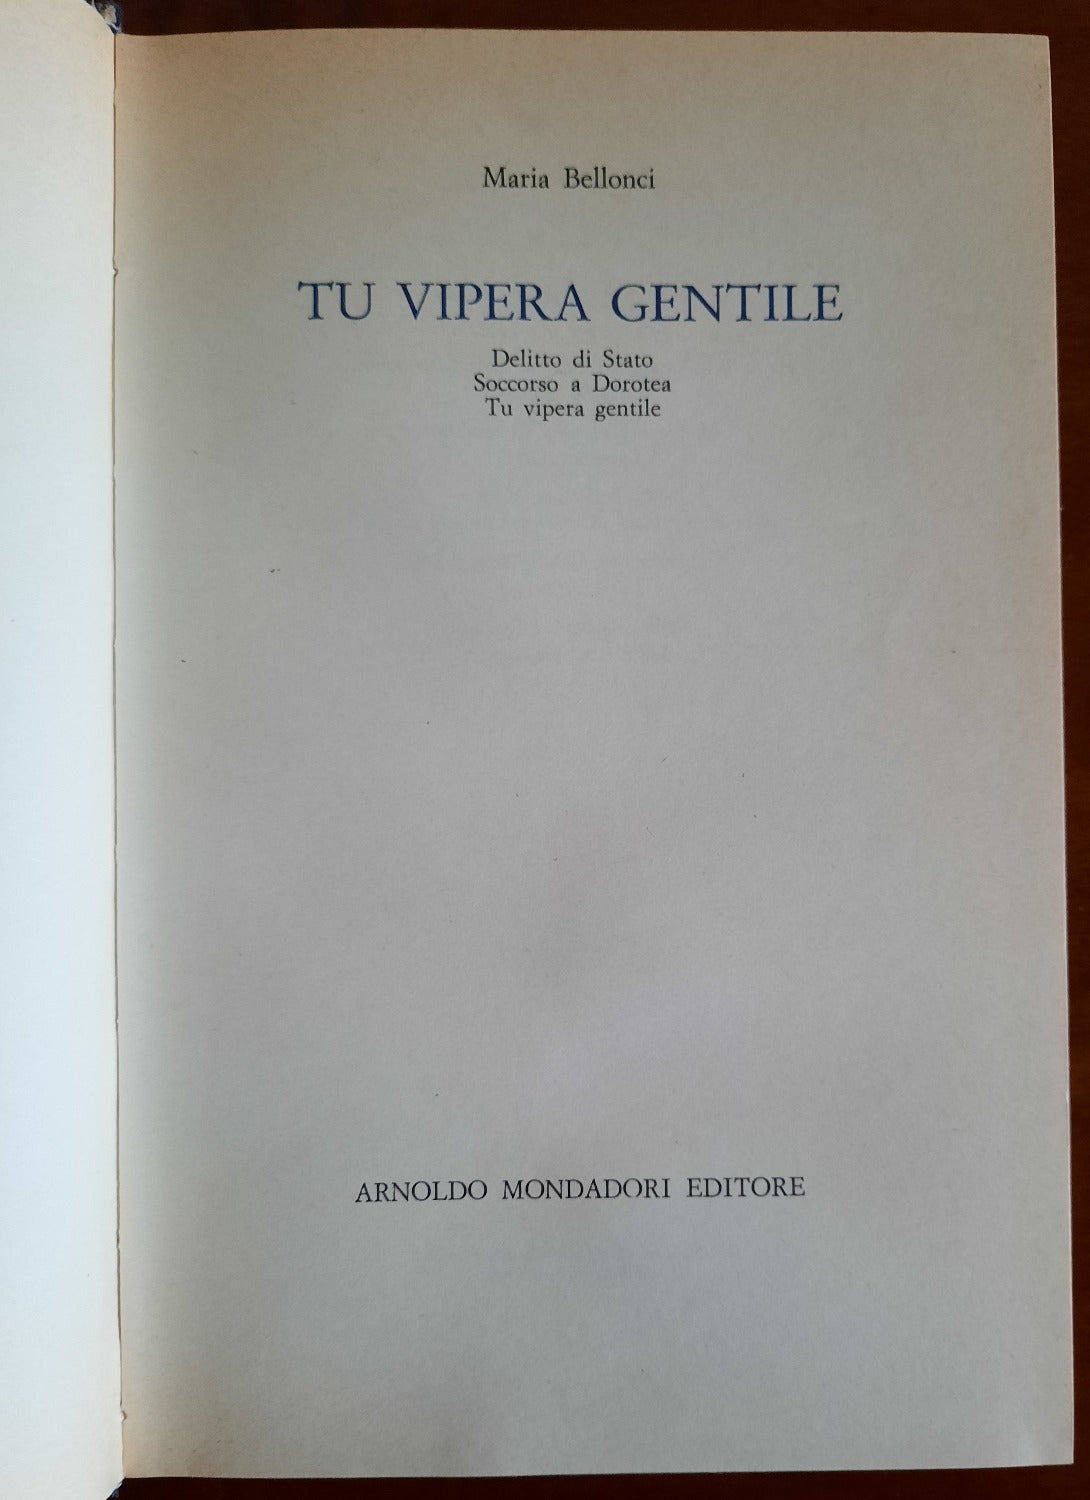 Maria Bellonci
TU VIPERA GENTILE
Delitto di Stato
Soccorso a Dorotea
Tu vipera gentile
ARNOLDO MONDADORI EDITORE